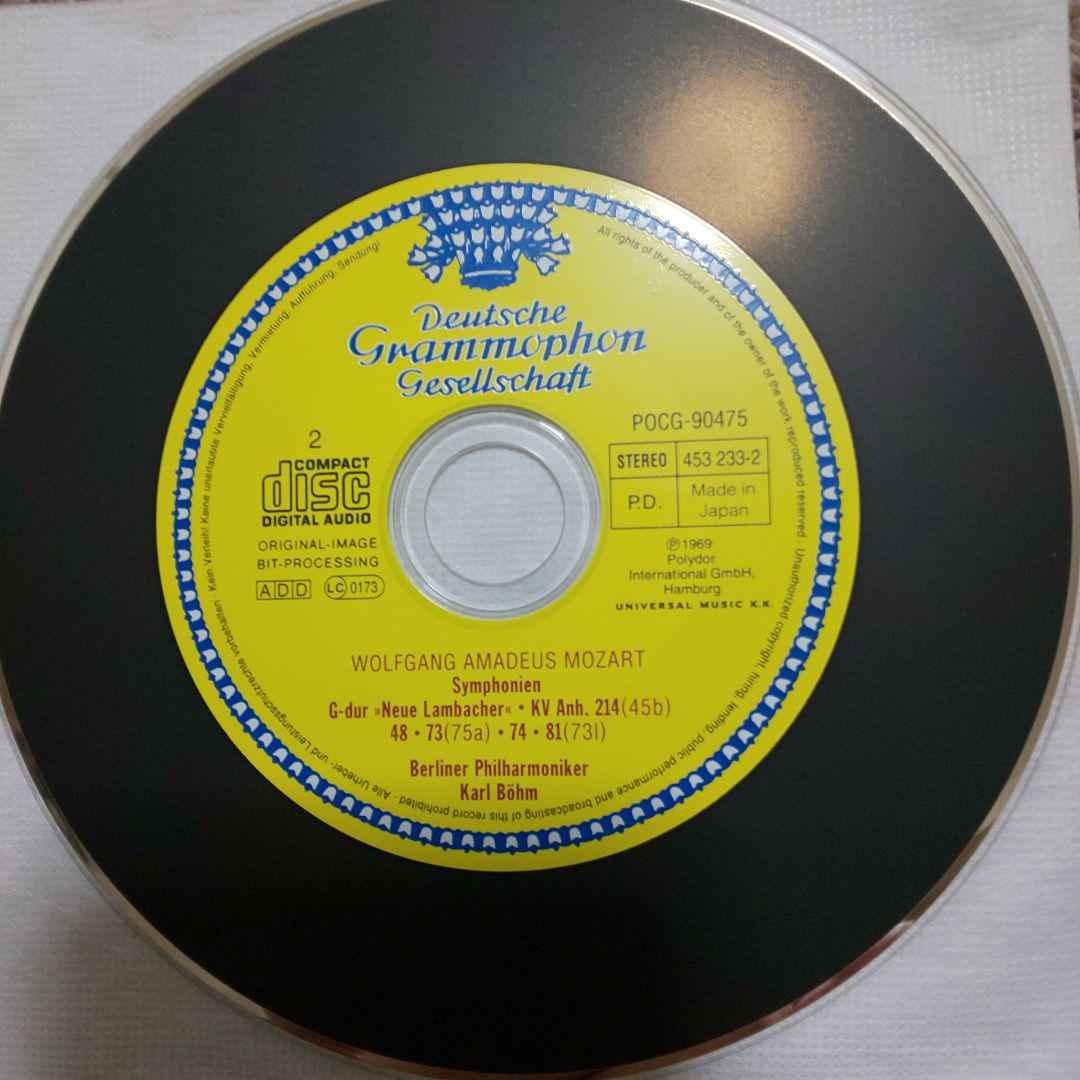 Deutsche
Grammophon
Gesellschaft
2
COMPACT
disc
DIGITAL AUDIO
ORIGINAL-IMAGE
BIT-PROCESSING
ADD LC 0173
POCG-90475
STEREO 453 233-2
P.D. Made in
Japan
℗ 1969
Polydor
International GmbH,
Hamburg
UNIVERSAL MUSIC K.K.
WOLFGANG AMADEUS MOZART
Symphonien
G-dur »Neue Lambacher« • KV Anh. 214(45b)
48 • 73(75a) • 74 • 81(73l)
Berliner Philharmoniker
Karl Böhm
All rights of the producer and of the owner of the work reproduced reserved · Unauthorized copying, hiring, lending, public performance and broadcasting of this record prohibited · Alle Urheber- und Leistungsschutzrechte vorbehalten · Kein Verleih! Keine unerlaubte Vervielfältigung, Vermietung, Aufführung, Sendung!